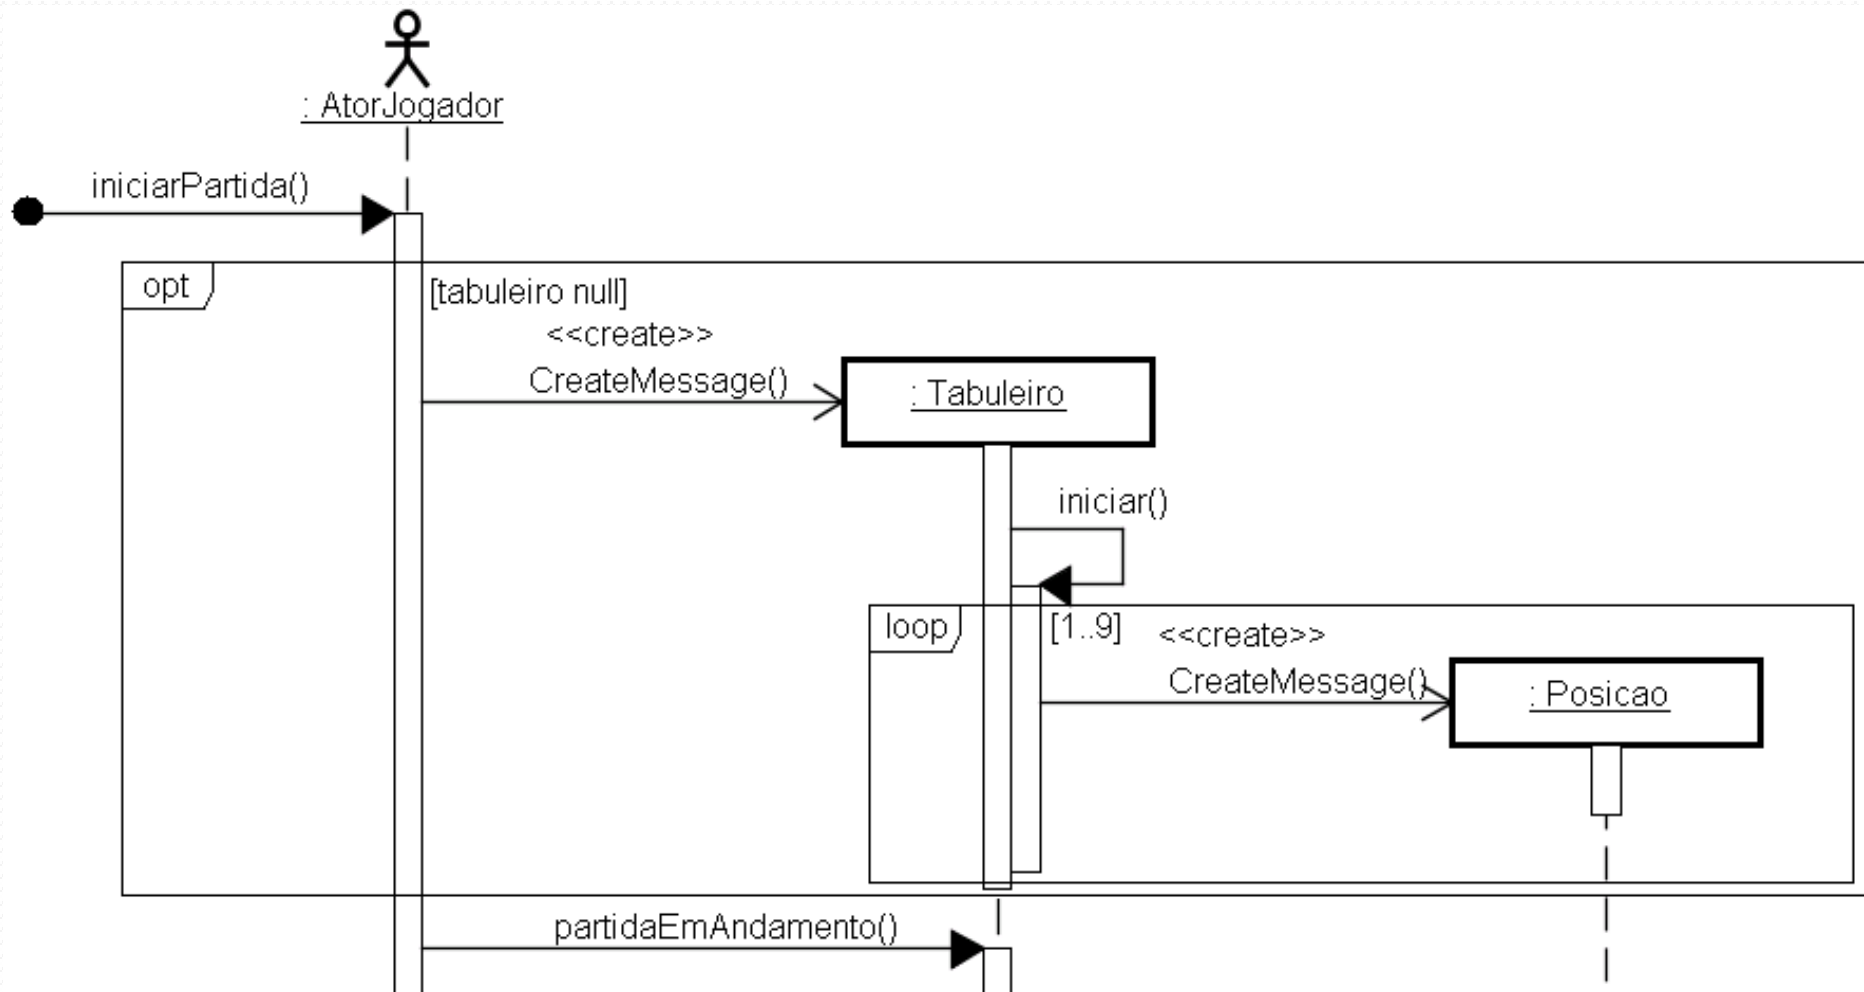 : AtorJogador
iniciarPartida()
opt
[tabuleiro null]
<<create>>
CreateMessage()
: Tabuleiro
iniciar()
loop
[1..9]
<<create>>
CreateMessage()
: Posicao
partidaEmAndamento()